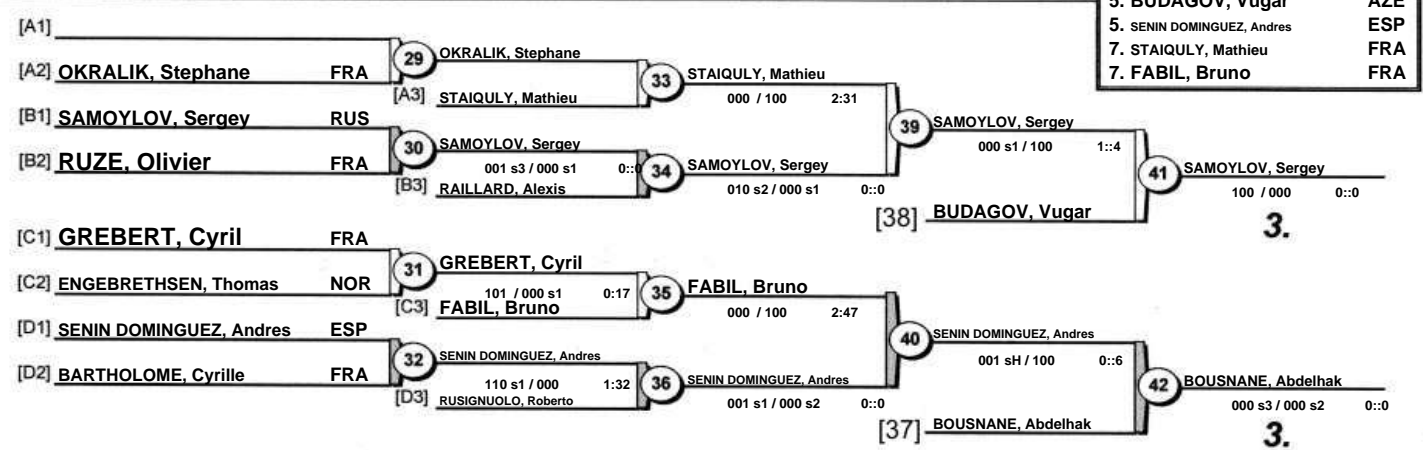 5. BUDAGOV, Vugar AZE
5. SENIN DOMINGUEZ, Andres ESP
7. STAIQULY, Mathieu FRA
7. FABIL, Bruno FRA
[A1]
[A2] OKRALIK, Stephane FRA
29
OKRALIK, Stephane
[A3] STAIQULY, Mathieu
33
STAIQULY, Mathieu
000 / 100 2:31
[B1] SAMOYLOV, Sergey RUS
[B2] RUZE, Olivier FRA
30
SAMOYLOV, Sergey
001 s3 / 000 s1 0::0
[B3] RAILLARD, Alexis
34
SAMOYLOV, Sergey
010 s2 / 000 s1 0::0
39
SAMOYLOV, Sergey
000 s1 / 100 1::4
[38] BUDAGOV, Vugar
41
SAMOYLOV, Sergey
100 / 000 0::0
3.
[C1] GREBERT, Cyril FRA
[C2] ENGEBRETHSEN, Thomas NOR
31
GREBERT, Cyril
101 / 000 s1 0:17
[C3] FABIL, Bruno
35
FABIL, Bruno
000 / 100 2:47
[D1] SENIN DOMINGUEZ, Andres ESP
[D2] BARTHOLOME, Cyrille FRA
32
SENIN DOMINGUEZ, Andres
110 s1 / 000 1:32
[D3] RUSIGNUOLO, Roberto
36
SENIN DOMINGUEZ, Andres
001 s1 / 000 s2 0::0
40
SENIN DOMINGUEZ, Andres
001 sH / 100 0::6
[37] BOUSNANE, Abdelhak
42
BOUSNANE, Abdelhak
000 s3 / 000 s2 0::0
3.